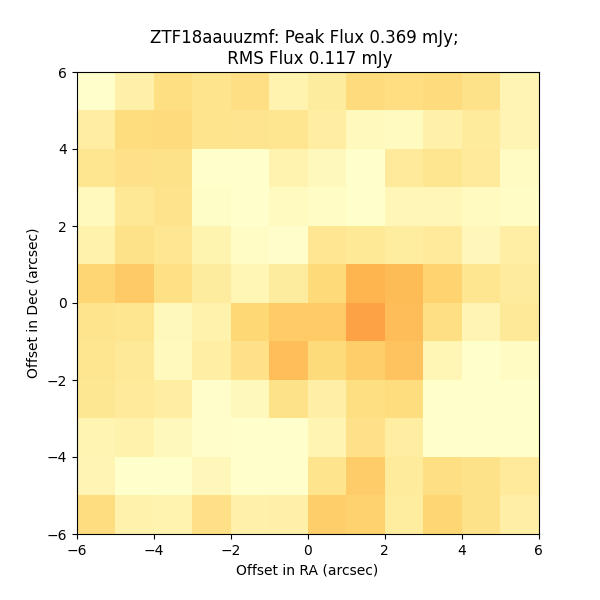 ZTF18aauuzmf: Peak Flux 0.369 mJy;
RMS Flux 0.117 mJy
6
4
2
0
−2
−4
−6
Offset in Dec (arcsec)
−6 −4 −2 0 2 4 6
Offset in RA (arcsec)